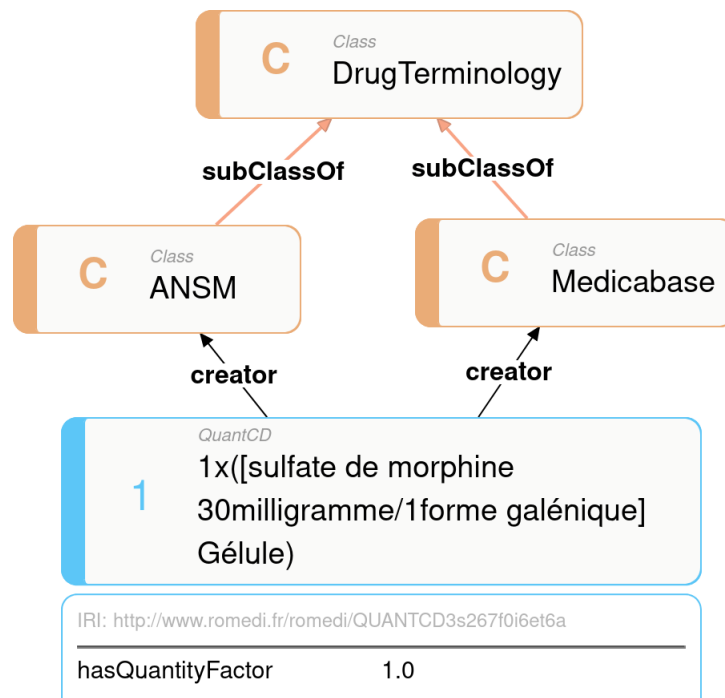 C
Class
DrugTerminology
subClassOf
subClassOf
C
Class
ANSM
C
Class
Medicabase
creator
creator
1
QuantCD
1x([sulfate de morphine
30milligramme/1forme galénique]
Gélule)
IRI: http://www.romedi.fr/romedi/QUANTCD3s267f0i6et6a
hasQuantityFactor 1.0